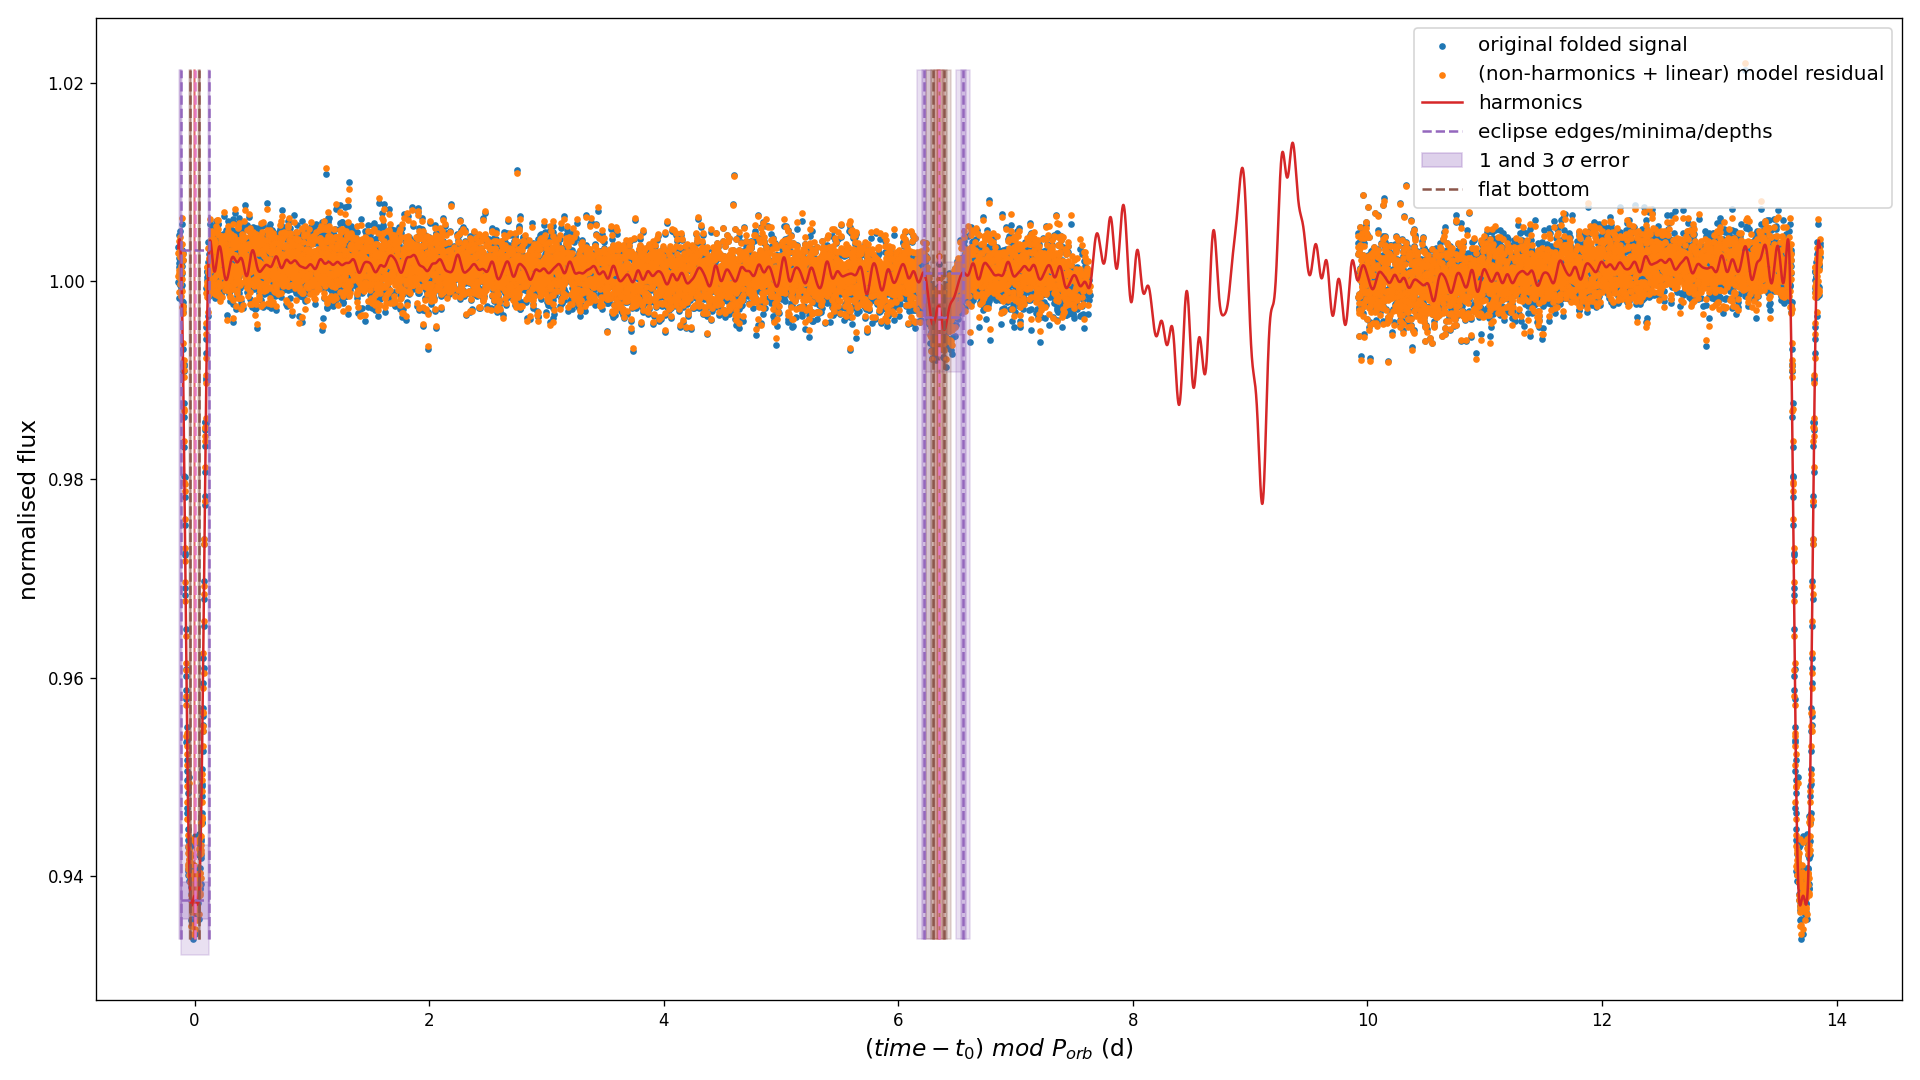 original folded signal
(non-harmonics + linear) model residual
harmonics
eclipse edges/minima/depths
1 and 3 σ error
flat bottom
normalised flux
1.02
1.00
0.98
0.96
0.94
0 2 4 6 8 10 12 14
(time − t₀) mod P_orb (d)